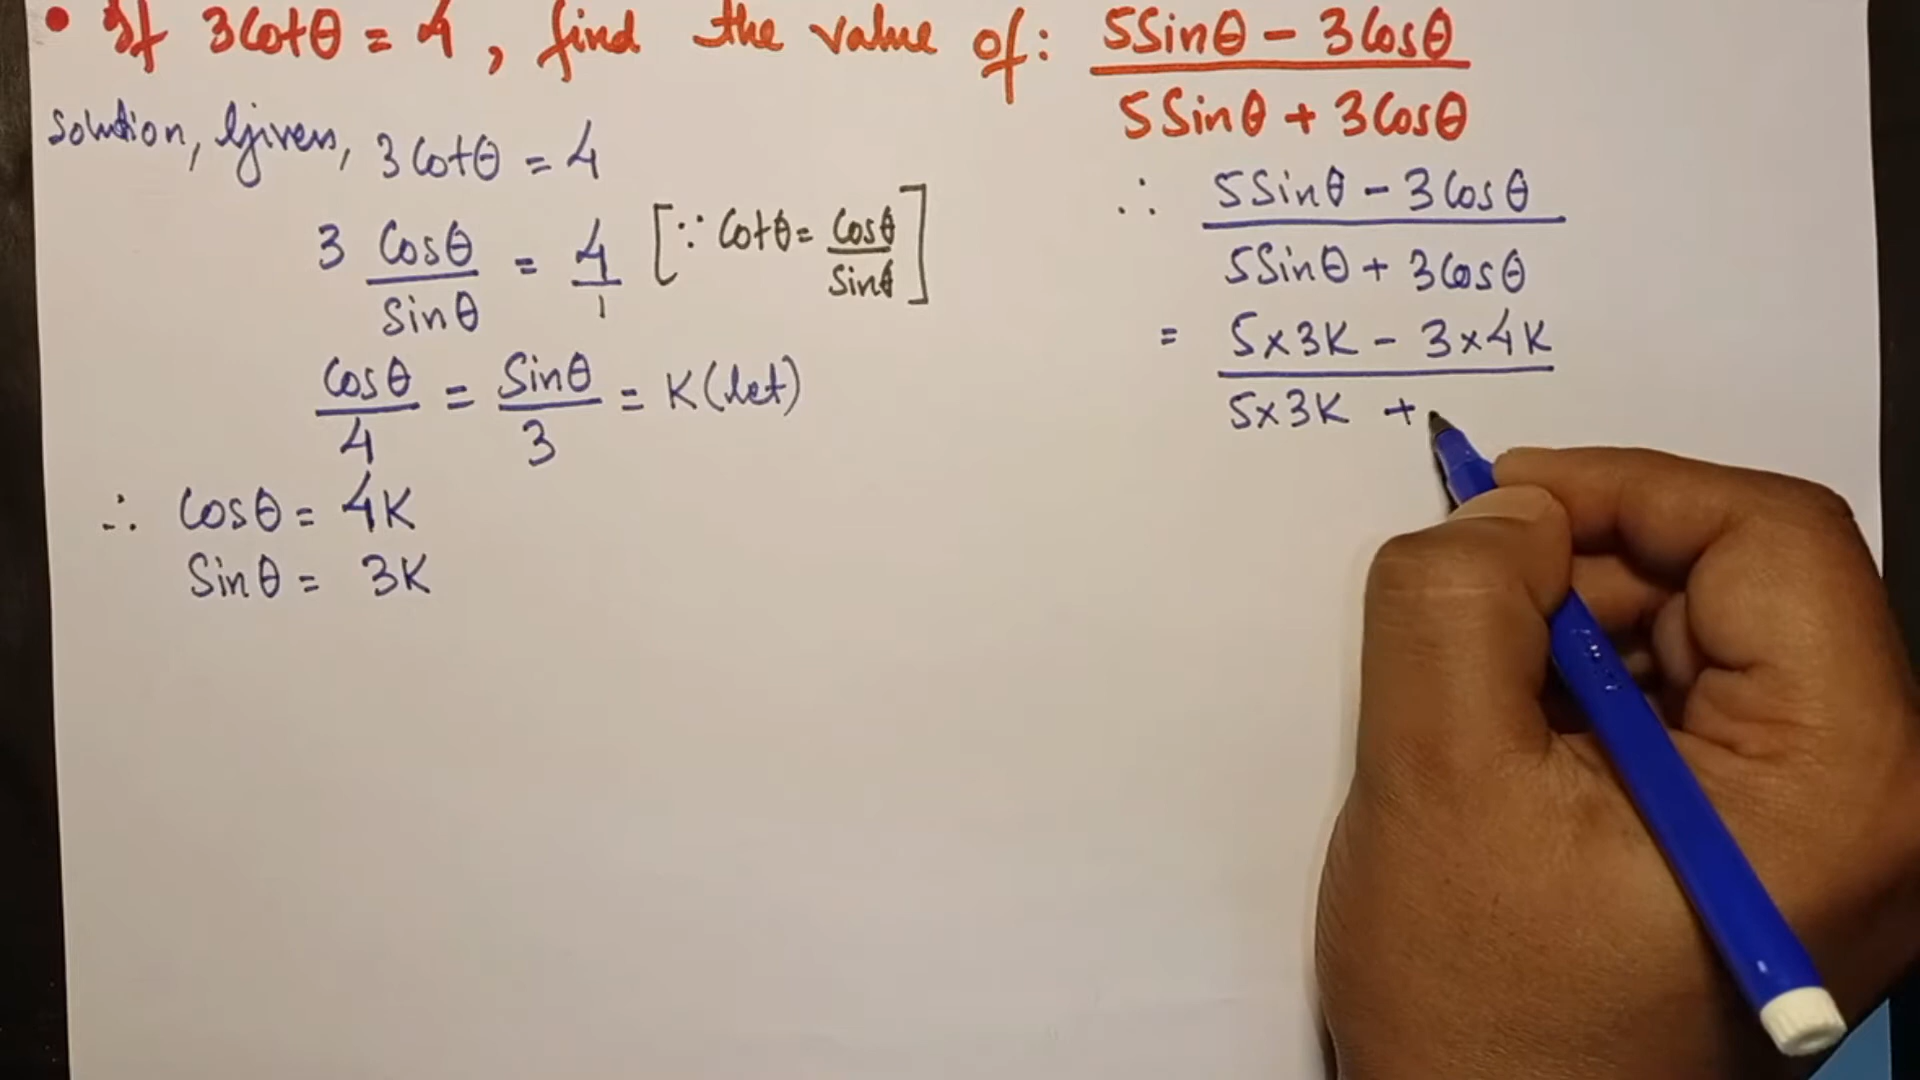 • If 3Cotθ = 4, find the value of: (5Sinθ - 3Cosθ)/(5Sinθ + 3Cosθ)
Solution, Given, 3Cotθ = 4
3 Cosθ/Sinθ = 4/1 [∵ Cotθ = Cosθ/Sinθ]
Cosθ/4 = Sinθ/3 = K (let)
∴ Cosθ = 4K
Sinθ = 3K
∴ (5Sinθ - 3Cosθ)/(5Sinθ + 3Cosθ)
= (5×3K - 3×4K)/(5×3K +